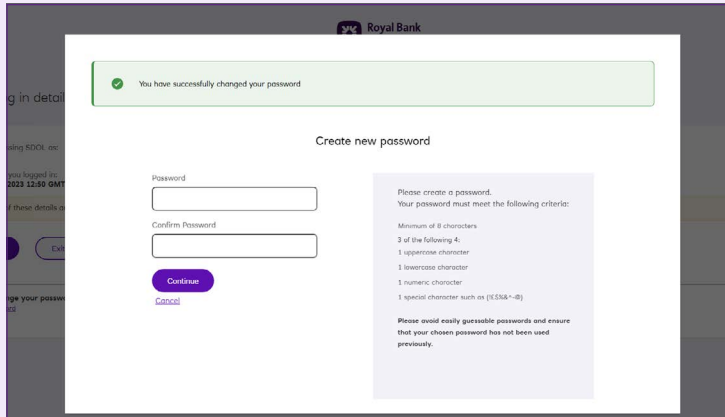 Royal Bank
You have successfully changed your password
g in detail
sing SDOL as:
you logged in:
2023 12:50 GMT
f these details a
Exit
nge your passwo
Create new password
Password
Confirm Password
Continue
Cancel
Please create a password.
Your password must meet the following criteria:
Minimum of 8 characters
3 of the following 4:
1 uppercase character
1 lowercase character
1 numeric character
1 special character such as (!£$%&^-@)
Please avoid easily guessable passwords and ensure
that your chosen password has not been used
previously.